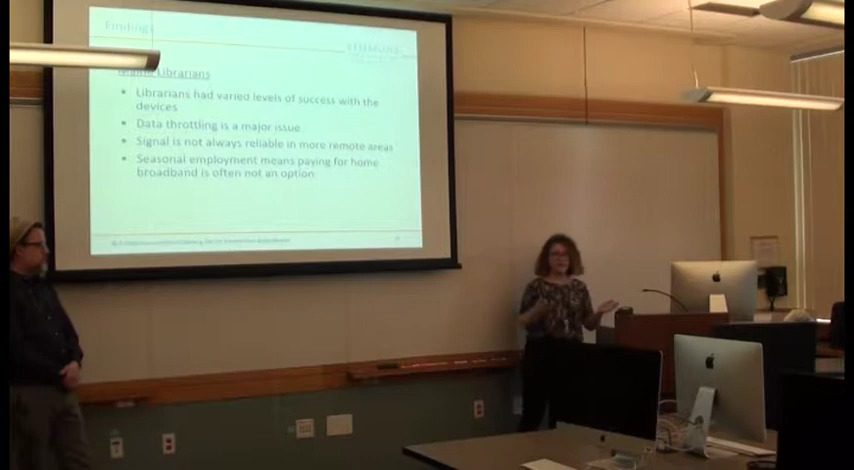 Findings
Librarians
• Librarians had varied levels of success with the
devices
• Data throttling is a major issue
• Signal is not always reliable in more remote areas
• Seasonal employment means paying for home
broadband is often not an option